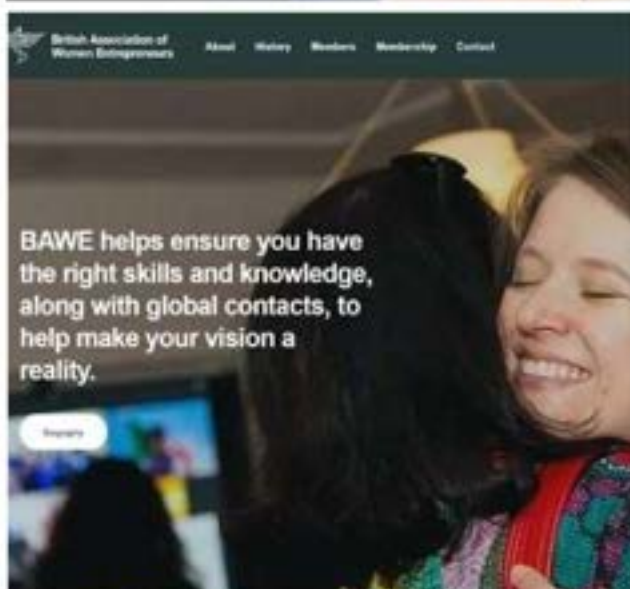 British Association of
Women Entrepreneurs
About History Members Membership Contact
BAWE helps ensure you have
the right skills and knowledge,
along with global contacts, to
help make your vision a
reality.